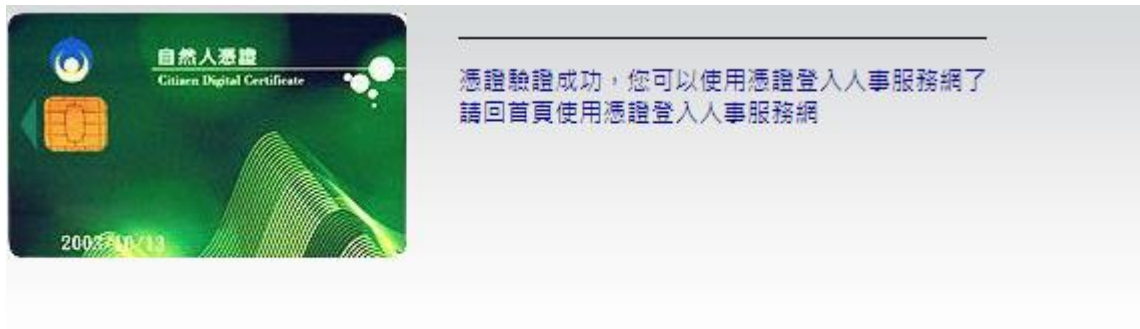 自然人憑證
Citizen Digital Certificate
憑證驗證成功，您可以使用憑證登入人事服務網了
請回首頁使用憑證登入人事服務網